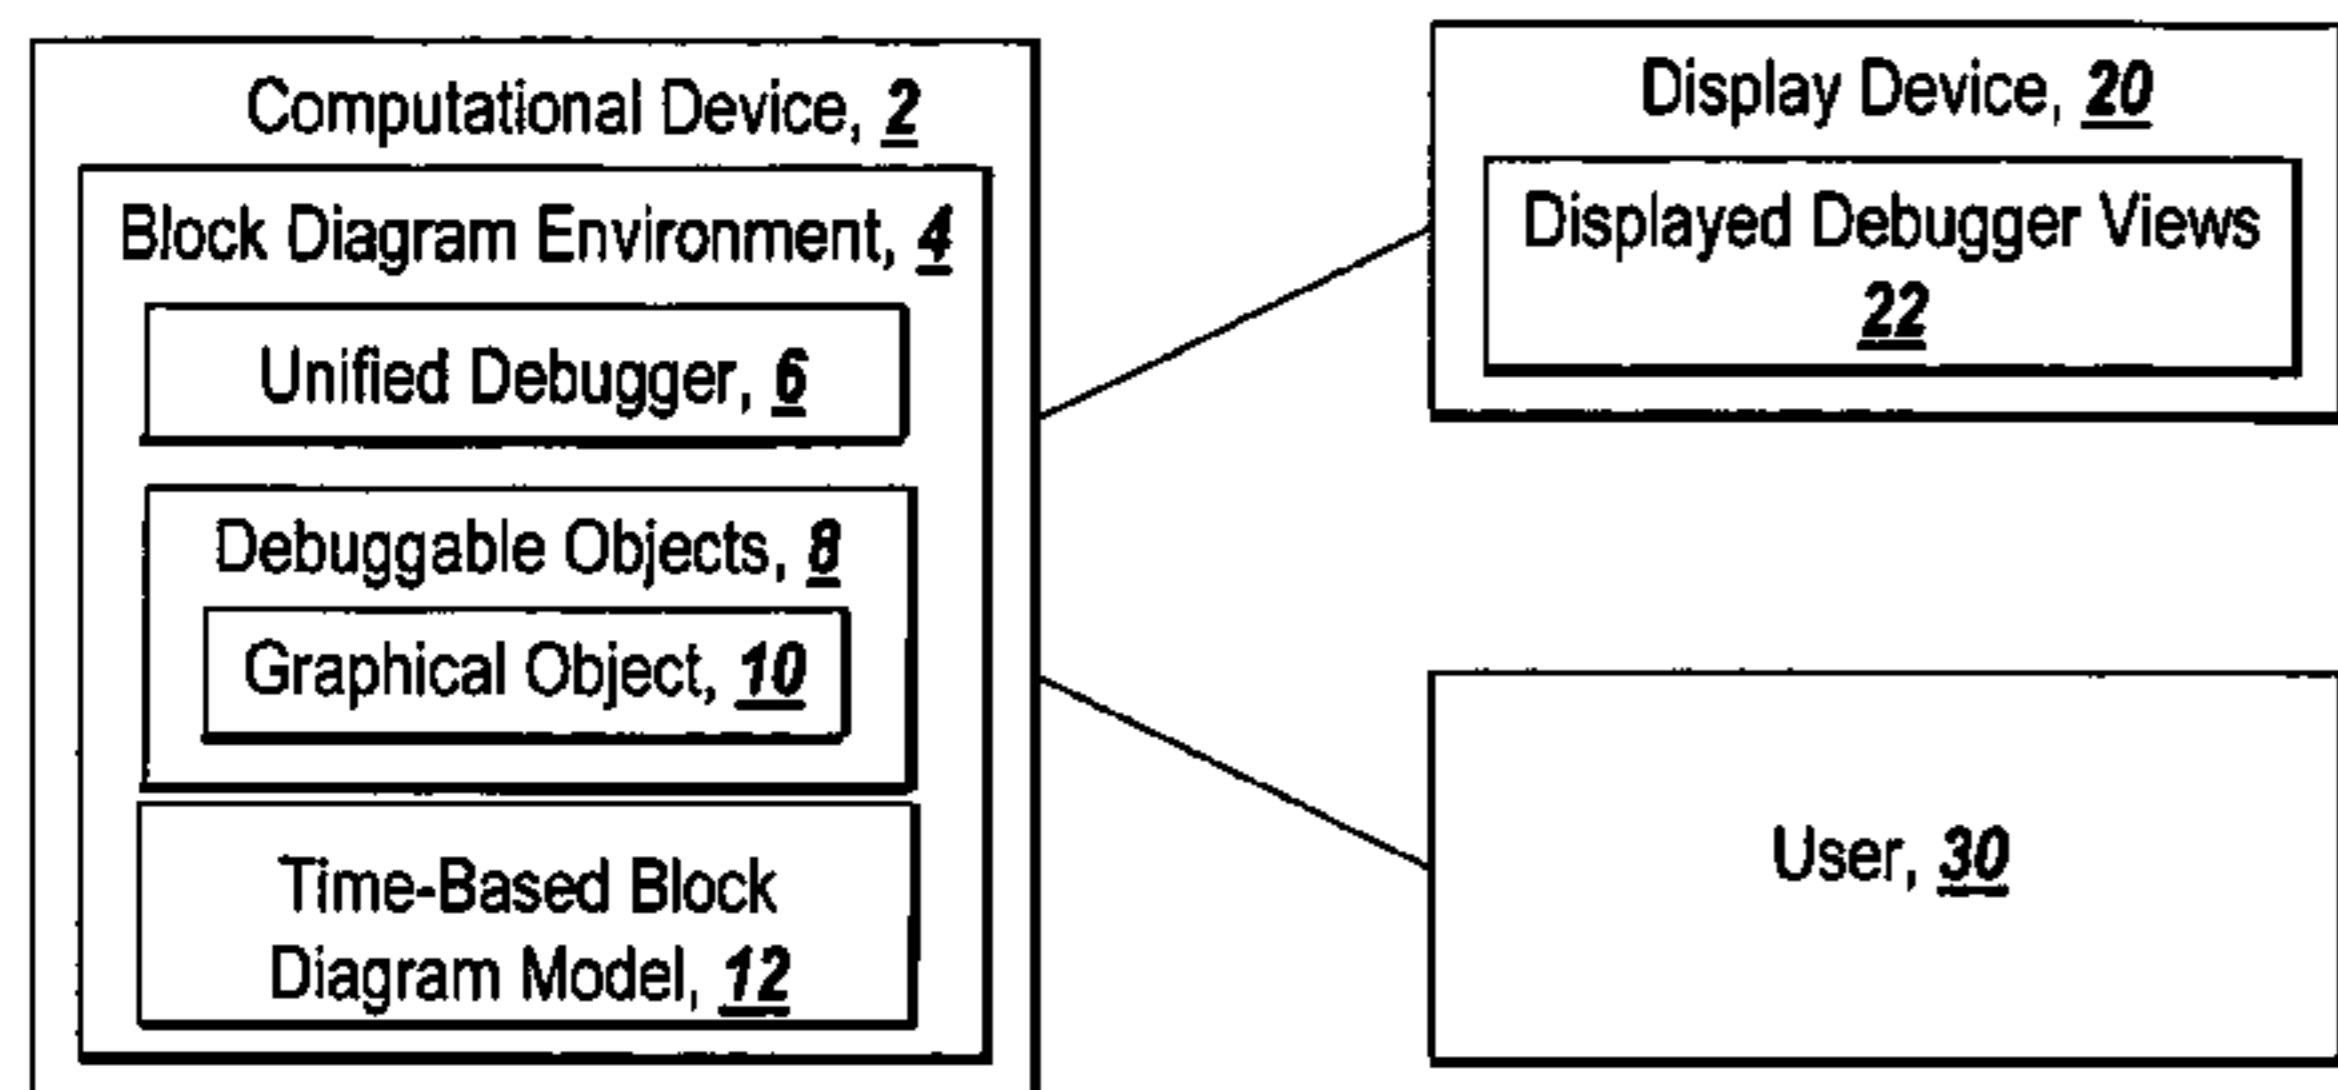 Computational Device, 2
Block Diagram Environment, 4
Unified Debugger, 6
Debuggable Objects, 8
Graphical Object, 10
Time-Based Block
Diagram Model, 12
Display Device, 20
Displayed Debugger Views
22
User, 30